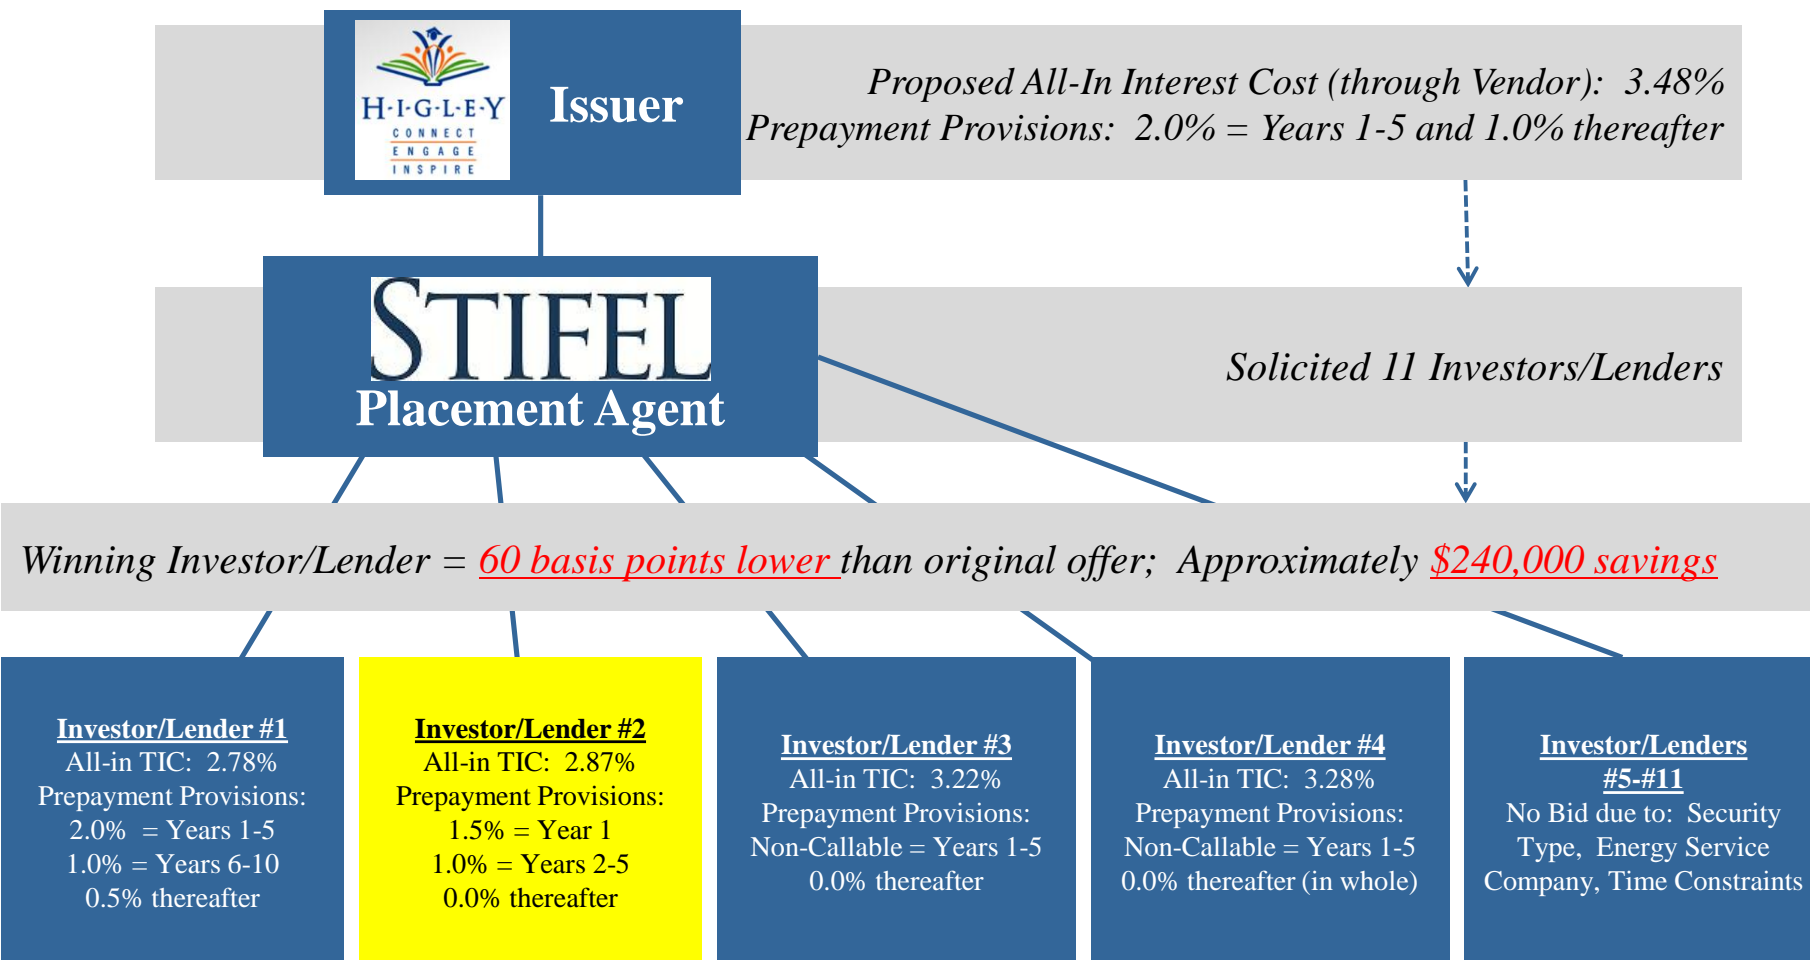 H·I·G·L·E·Y
CONNECT
ENGAGE
INSPIRE
Issuer
Proposed All-In Interest Cost (through Vendor): 3.48%
Prepayment Provisions: 2.0% = Years 1-5 and 1.0% thereafter
STIFEL
Placement Agent
Solicited 11 Investors/Lenders
Winning Investor/Lender = 60 basis points lower than original offer; Approximately $240,000 savings
Investor/Lender #1
All-in TIC: 2.78%
Prepayment Provisions:
2.0% = Years 1-5
1.0% = Years 6-10
0.5% thereafter
Investor/Lender #2
All-in TIC: 2.87%
Prepayment Provisions:
1.5% = Year 1
1.0% = Years 2-5
0.0% thereafter
Investor/Lender #3
All-in TIC: 3.22%
Prepayment Provisions:
Non-Callable = Years 1-5
0.0% thereafter
Investor/Lender #4
All-in TIC: 3.28%
Prepayment Provisions:
Non-Callable = Years 1-5
0.0% thereafter (in whole)
Investor/Lenders
#5-#11
No Bid due to: Security
Type, Energy Service
Company, Time Constraints